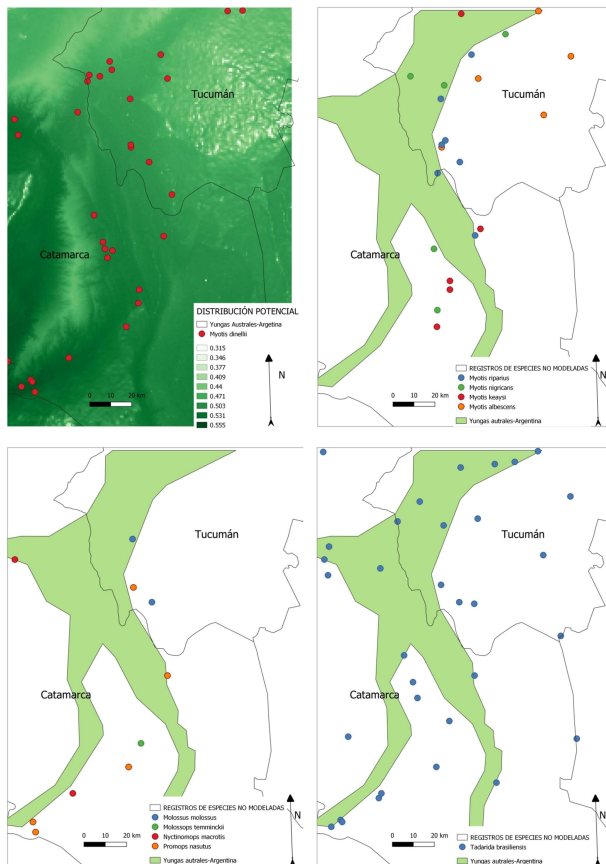 Tucumán
Catamarca
DISTRIBUCIÓN POTENCIAL
Yungas Australes-Argetina
Myotis dinellii
0.315
0.346
0.377
0.409
0.44
0.471
0.503
0.531
0.555
0 10 20 km
N
Tucumán
Catamarca
REGISTROS DE ESPECIES NO MODELADAS
Myotis riparius
Myotis nigricans
Myotis keaysi
Myotis albescens
Yungas autrales-Argentina
0 10 20 km
N
Tucumán
Catamarca
REGISTROS DE ESPECIES NO MODELADAS
Molossus molossus
Molossops temminckii
Nyctinomops macrotis
Promops nasutus
Yungas autrales-Argentina
0 10 20 km
N
Tucumán
Catamarca
REGISTROS DE ESPECIES NO MODELADAS
Tadarida brasiliensis
Yungas autrales-Argentina
0 10 20 km
N